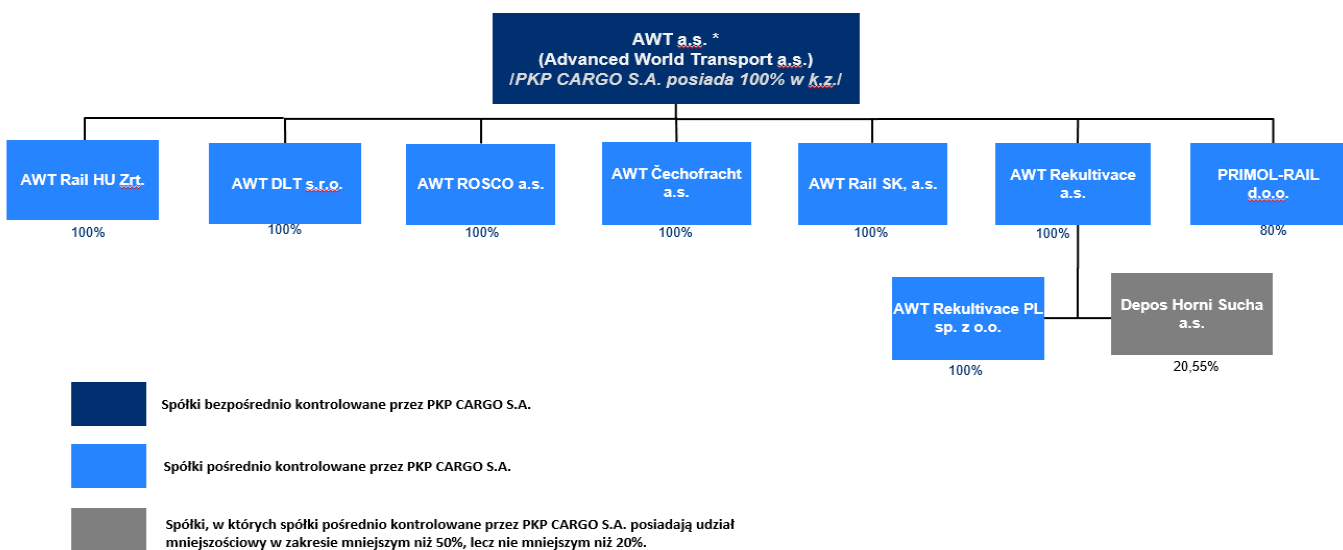 AWT a.s. *
(Advanced World Transport a.s.)
/PKP CARGO S.A. posiada 100% w k.z./
AWT Rail HU Zrt.
100%
AWT DLT s.r.o.
100%
AWT ROSCO a.s.
100%
AWT Čechofracht
a.s.
100%
AWT Rail SK, a.s.
100%
AWT Rekultivace
a.s.
100%
PRIMOL-RAIL
d.o.o.
80%
AWT Rekultivace PL
sp. z o.o.
100%
Depos Horni Sucha
a.s.
20,55%
Spółki bezpośrednio kontrolowane przez PKP CARGO S.A.
Spółki pośrednio kontrolowane przez PKP CARGO S.A.
Spółki, w których spółki pośrednio kontrolowane przez PKP CARGO S.A. posiadają udział
mniejszościowy w zakresie mniejszym niż 50%, lecz nie mniejszym niż 20%.